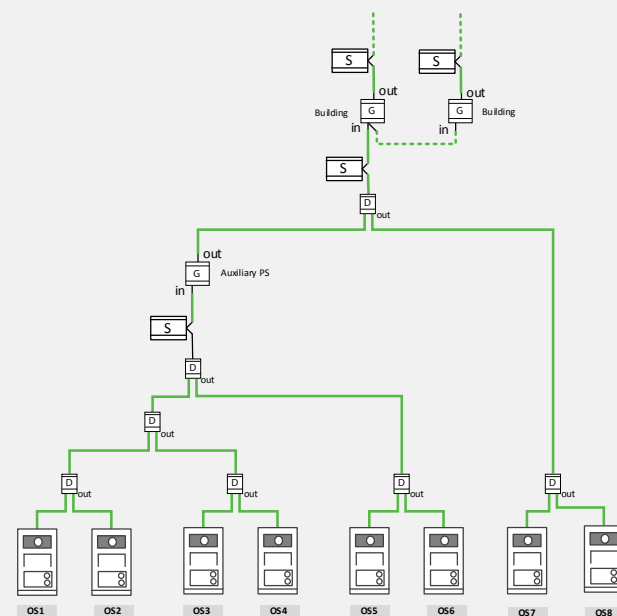 S
S
out
out
G
G
Building
Building
in
in
S
D
out
out
G
Auxiliary PS
in
S
D
out
D
out
D
D
D
D
out
out
out
out
OS1
OS2
OS3
OS4
OS5
OS6
OS7
OS8